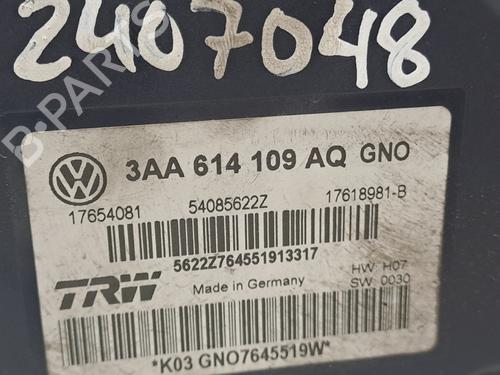 2407048
B-PARTS
3AA 614 109 AQ GNO
17654081 54085622Z 17618981-B
5622Z764551913317
TRW Made in Germany HW H07
SW 0030
*K03 GNO7645519W*